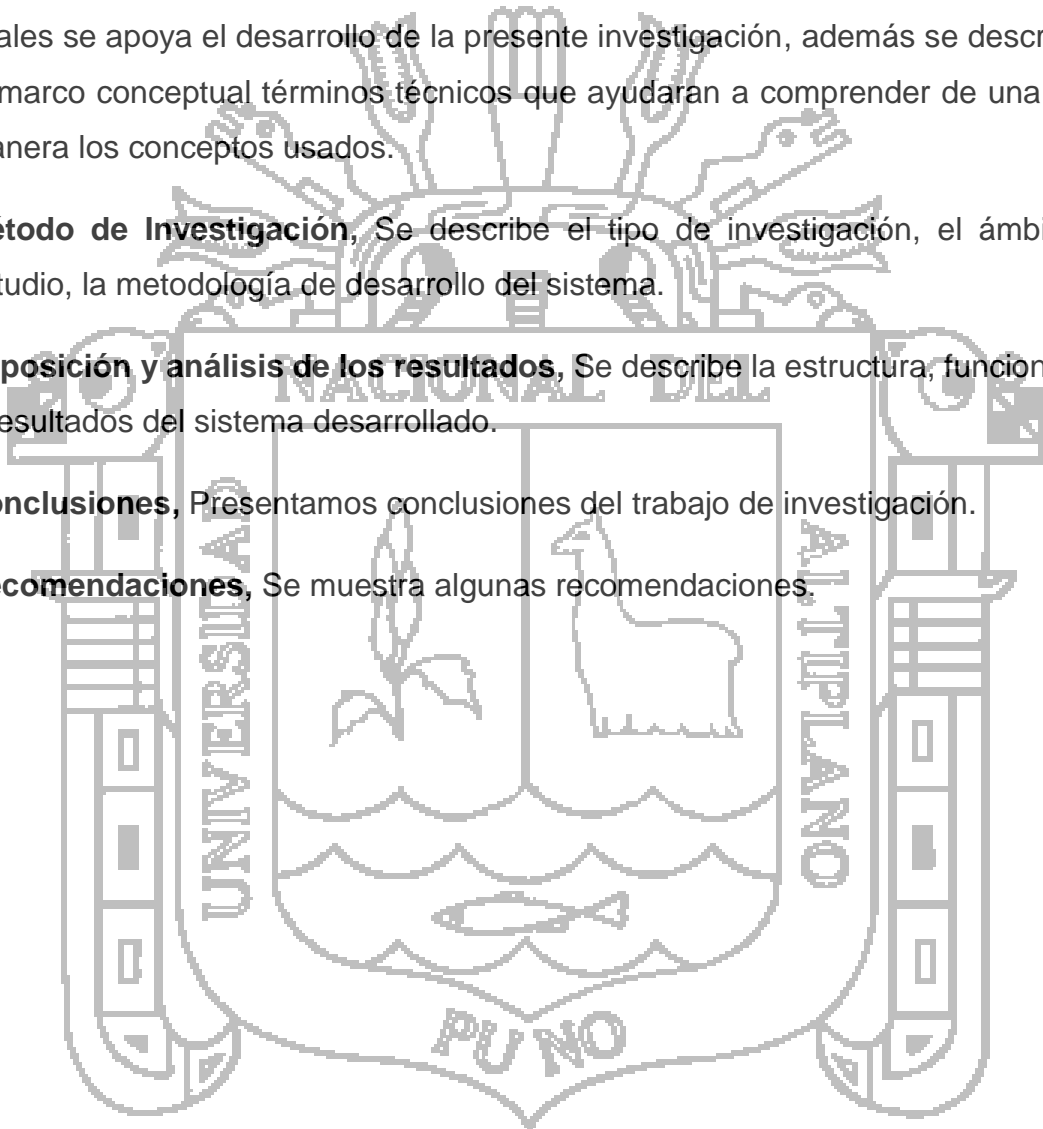 ales se apoya el desarrollo de la presente investigación, además se descr
marco conceptual términos técnicos que ayudaran a comprender de una
anera los conceptos usados.
étodo de Investigación, Se describe el tipo de investigación, el ámbi
tudio, la metodología de desarrollo del sistema.
posición y análisis de los resultados, Se describe la estructura, funcion
resultados del sistema desarrollado.
onclusiones, Presentamos conclusiones del trabajo de investigación.
ecomendaciones, Se muestra algunas recomendaciones.
UNIVERSIDAD
NACIONAL DEL
ALTIPLANO
PUNO